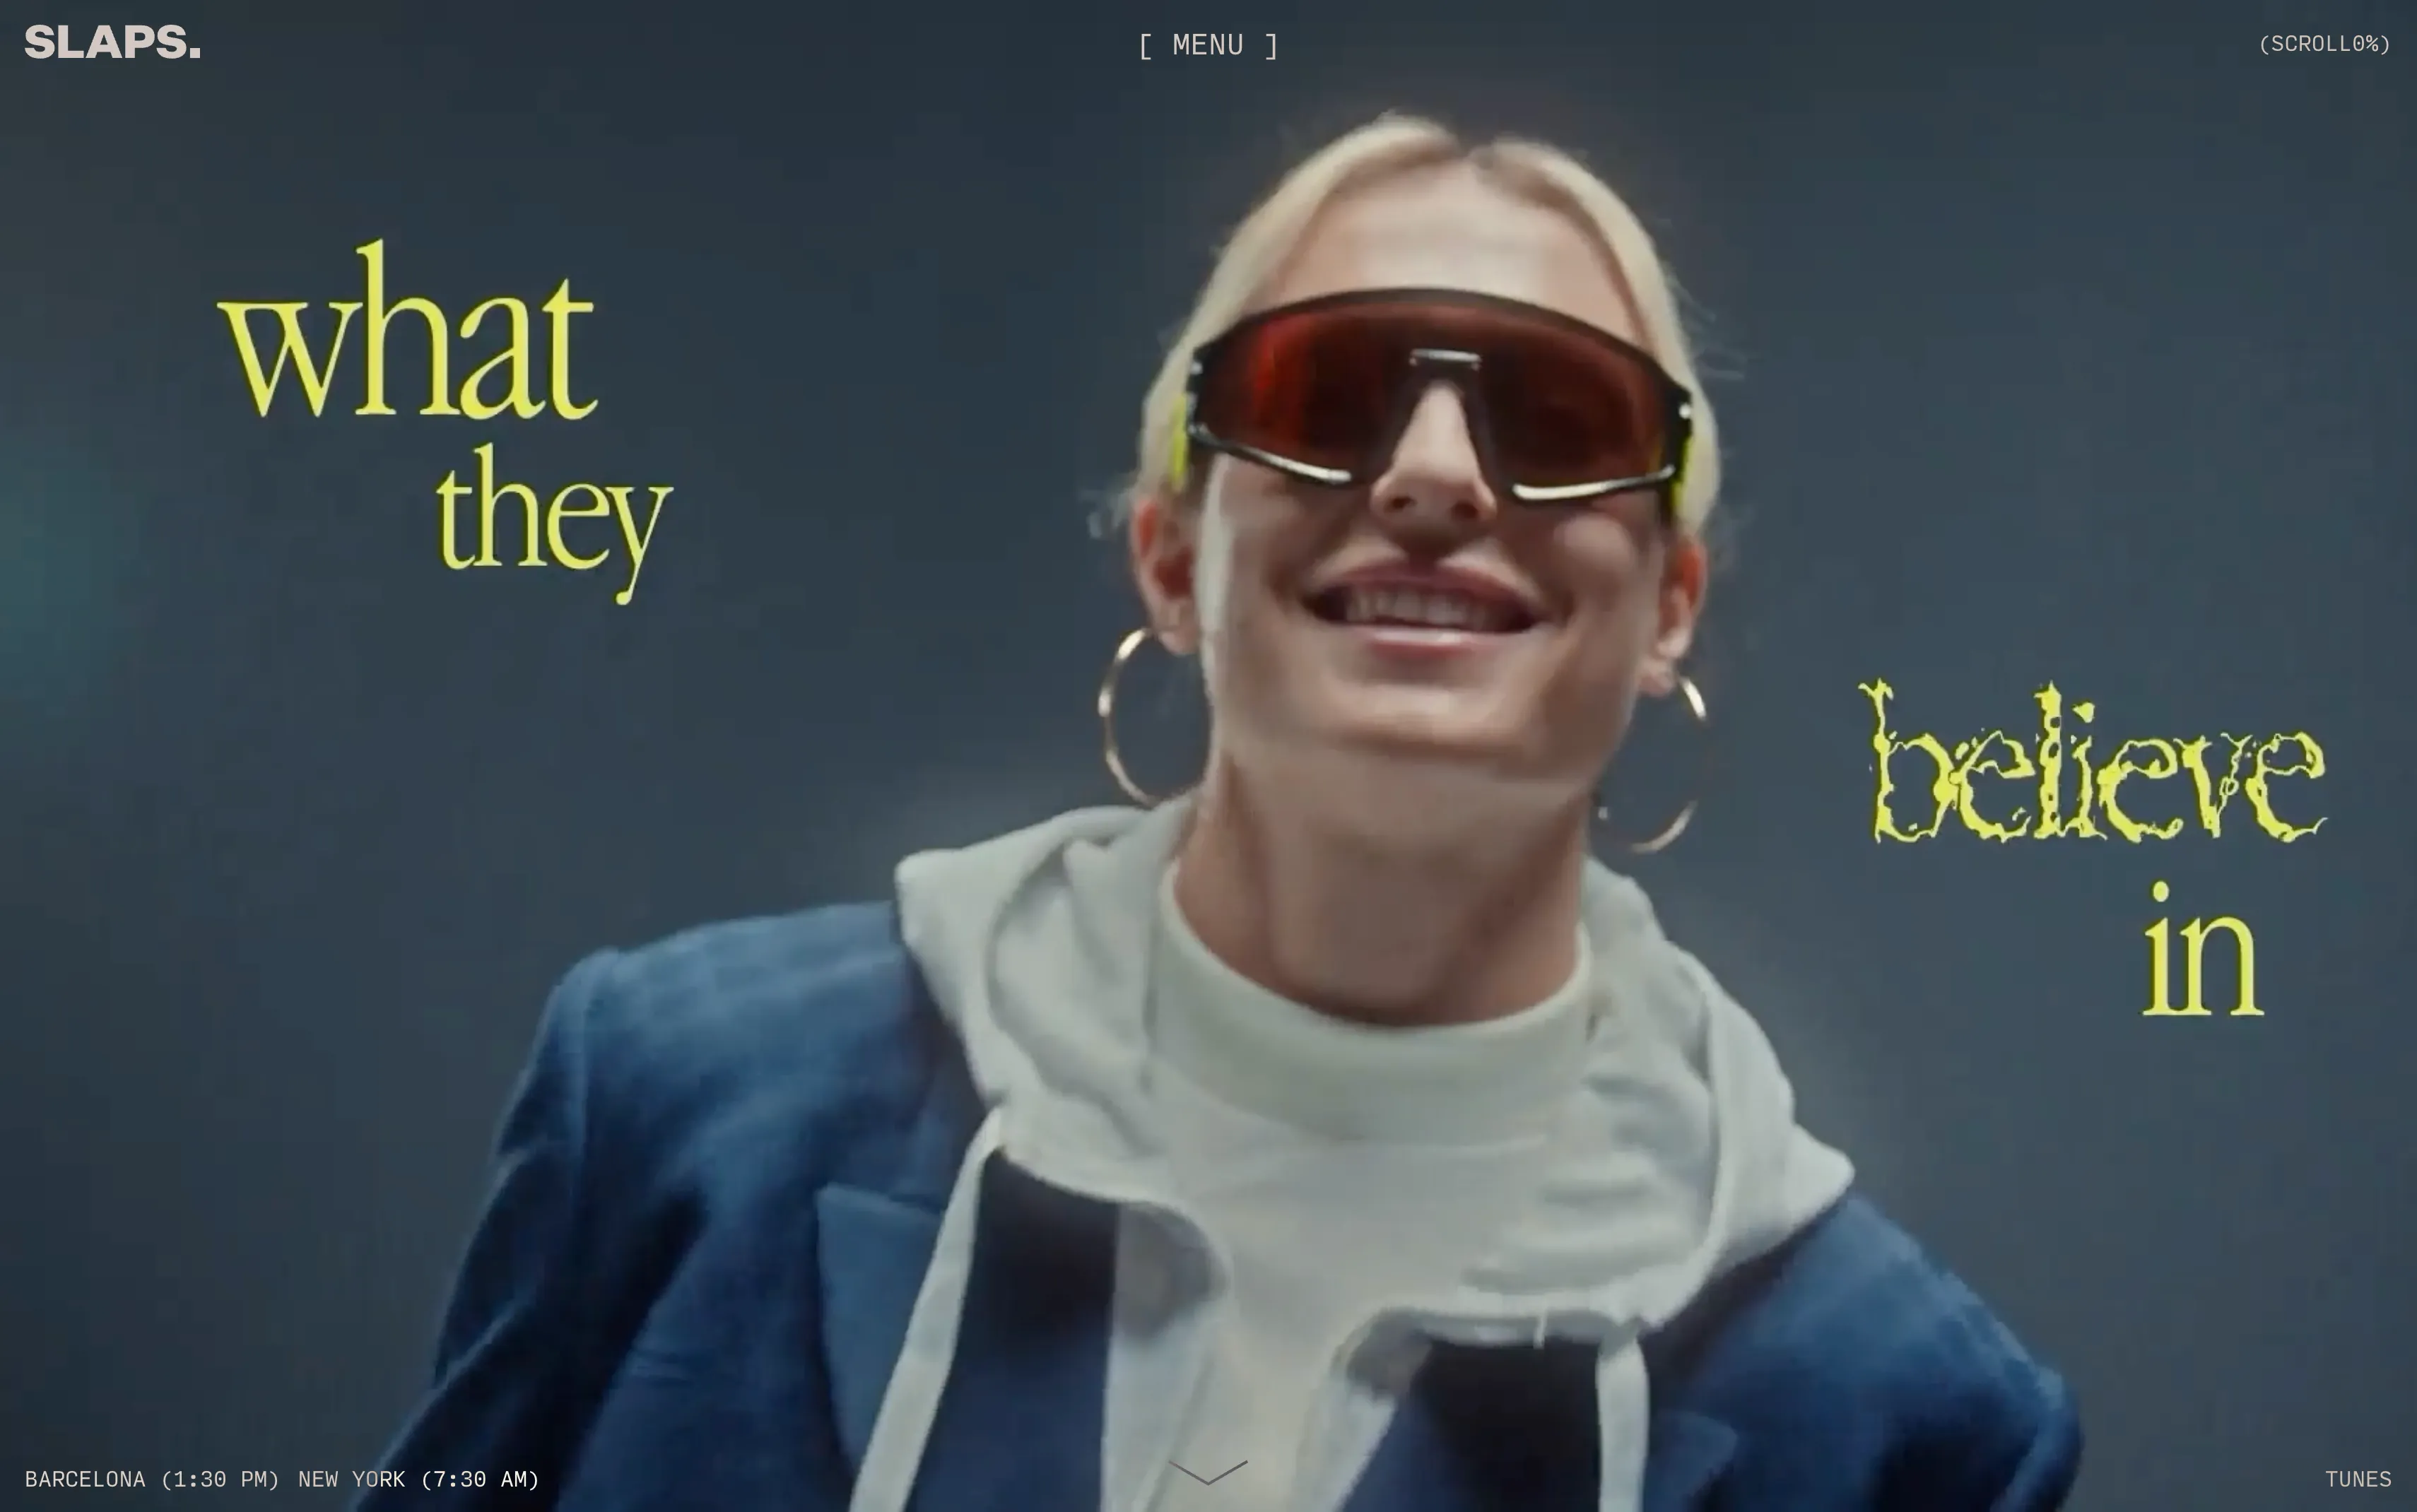 SLAPS.
[ MENU ]
(SCROLL0%)
what
they
believe
in
BARCELONA (1:30 PM) NEW YORK (7:30 AM)
TUNES